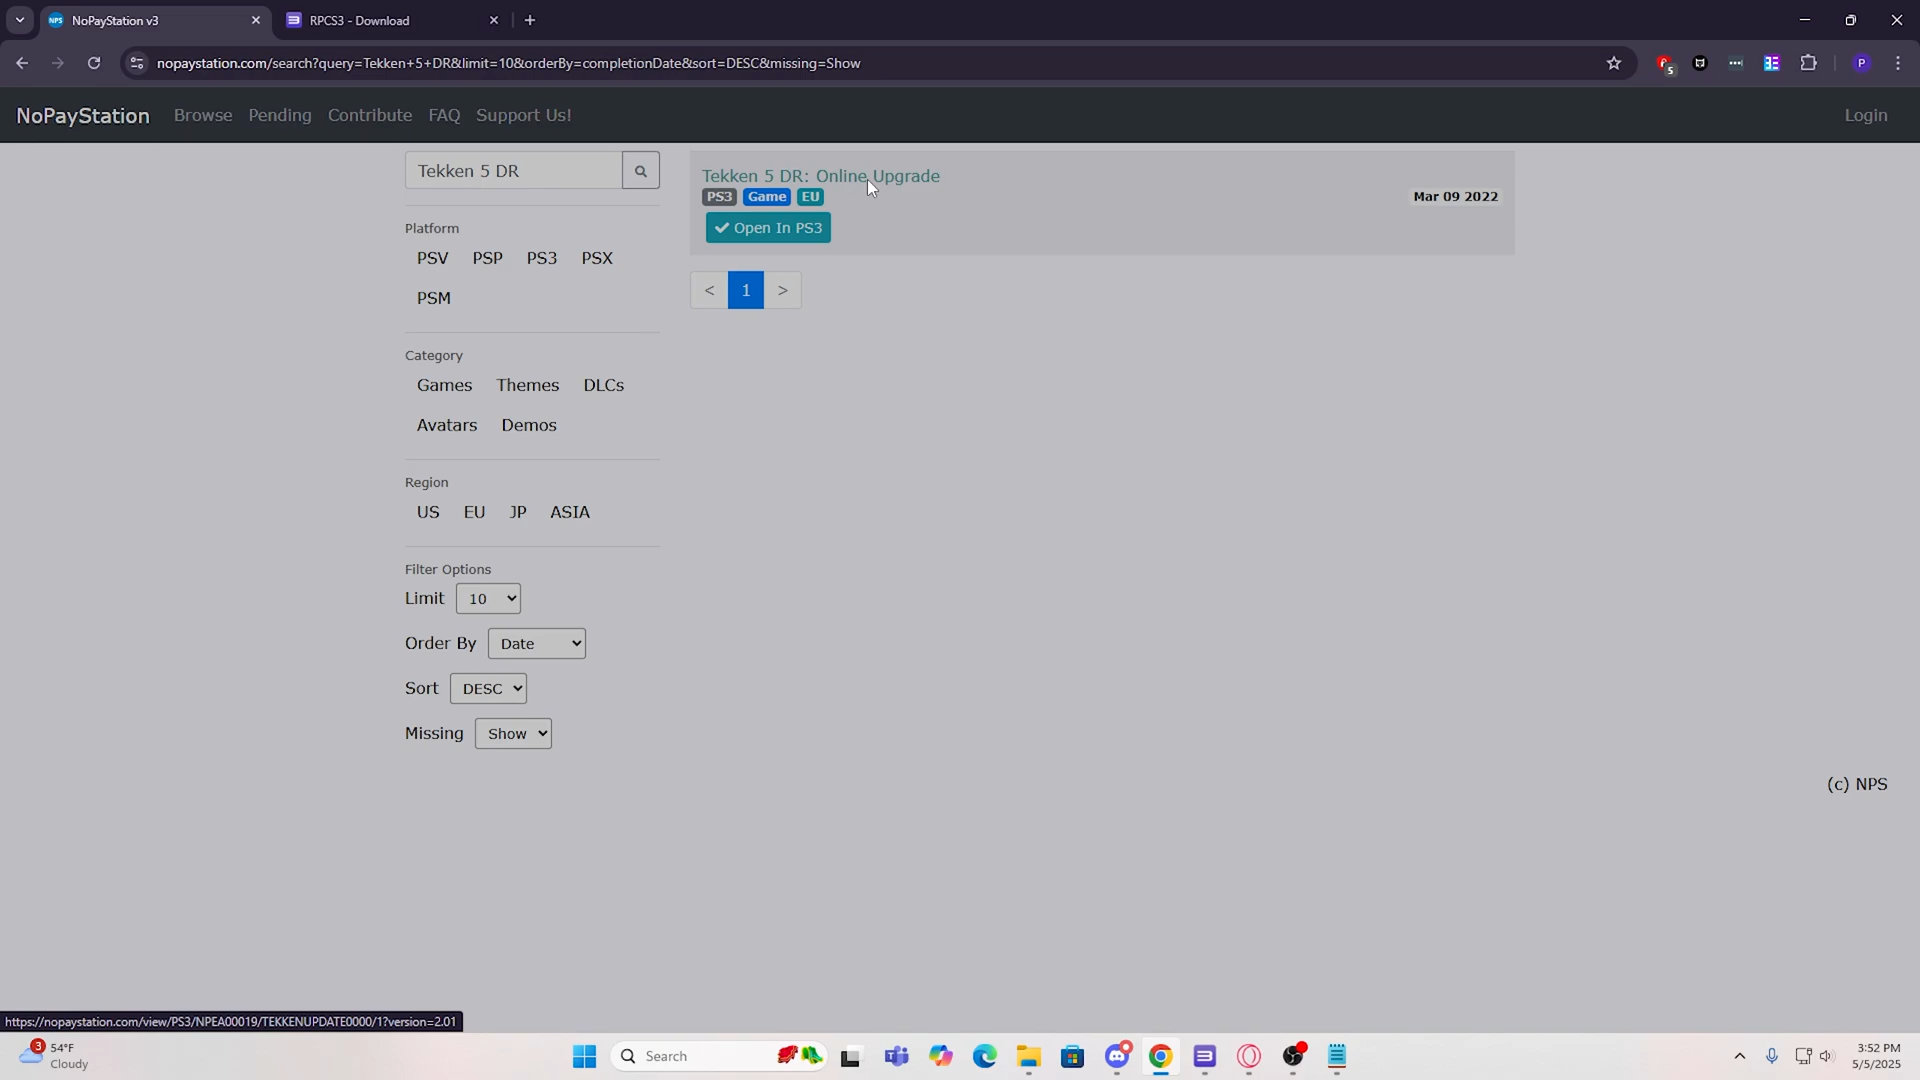 NoPayStation v3
RPCS3 - Download
nopaystation.com/search?query=Tekken+5+DR&limit=10&orderBy=completionDate&sort=DESC&missing=Show
5
P
NoPayStation Browse Pending Contribute FAQ Support Us! Login
Tekken 5 DR
Tekken 5 DR: Online Upgrade
PS3 Game EU
Mar 09 2022
Open In PS3
< 1 >
Platform
PSV PSP PS3 PSX
PSM
Category
Games Themes DLCs
Avatars Demos
Region
US EU JP ASIA
Filter Options
Limit 10
Order By Date
Sort DESC
Missing Show
(c) NPS
https://nopaystation.com/view/PS3/NPEA00019/TEKKENUPDATE0000/1?version=2.01
3
54°F
Cloudy
Search
3:52 PM
5/5/2025